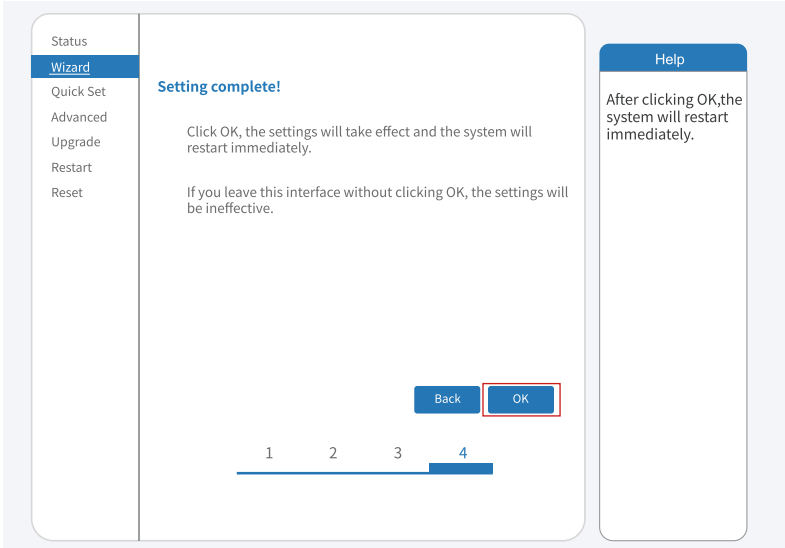 Status
Wizard
Quick Set
Advanced
Upgrade
Restart
Reset
Setting complete!
Click OK, the settings will take effect and the system will
restart immediately.
If you leave this interface without clicking OK, the settings will
be ineffective.
Back
OK
1
2
3
4
Help
After clicking OK,the
system will restart
immediately.